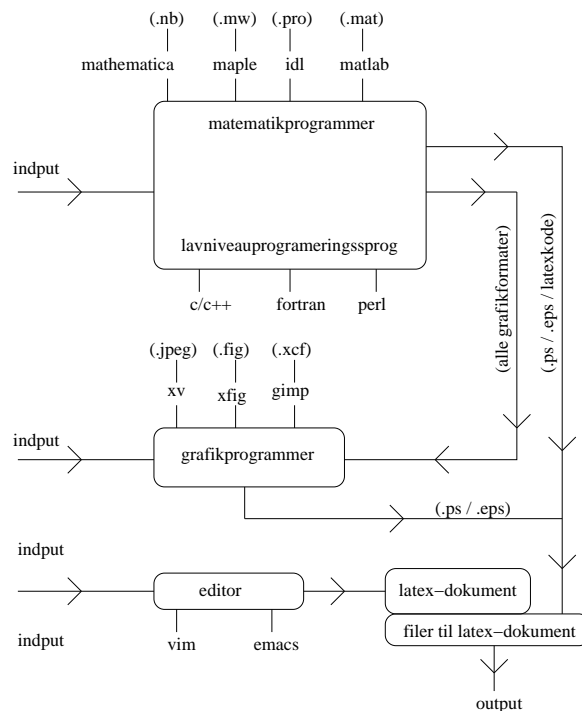 (.nb) (.mw) (.pro) (.mat)
mathematica maple idl matlab
matematikprogrammer
indput
lavniveauprogrameringssprog
c/c++ fortran perl
(alle grafikformater)
(.ps / .eps / latexkode)
(.jpeg) (.fig) (.xcf)
xv xfig gimp
indput
grafikprogrammer
(.ps / .eps)
indput
editor latex−dokument
indput vim emacs filer til latex−dokument
output